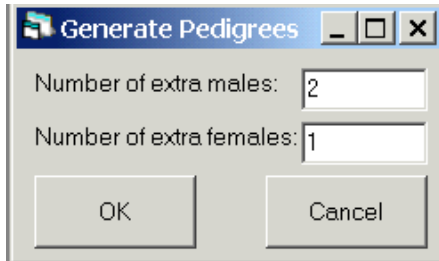 Generate Pedigrees
Number of extra males: 2
Number of extra females: 1
OK Cancel